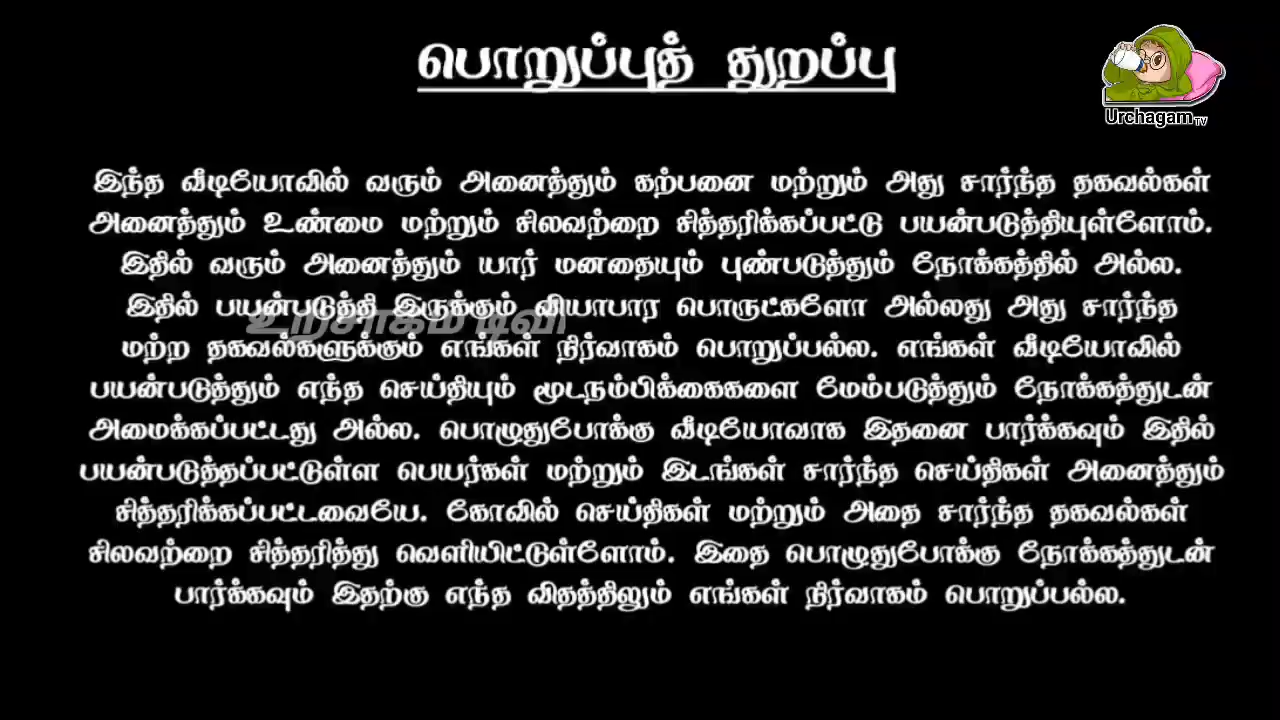 பொறுப்புத் துறப்பு
Urchagam TV
இந்த வீடியோவில் வரும் அனைத்தும் கற்பனை மற்றும் அது சார்ந்த தகவல்கள்
அனைத்தும் உண்மை மற்றும் சிலவற்றை சித்தரிக்கப்பட்டு பயன்படுத்தியுள்ளோம்.
இதில் வரும் அனைத்தும் யார் மனதையும் புண்படுத்தும் நோக்கத்தில் அல்ல.
இதில் பயன்படுத்தி இருக்கும் வியாபார பொருட்களோ அல்லது அது சார்ந்த
உற்சாகம் டிவி
மற்ற தகவல்களுக்கும் எங்கள் நிர்வாகம் பொறுப்பல்ல. எங்கள் வீடியோவில்
பயன்படுத்தும் எந்த செய்தியும் மூடநம்பிக்கைகளை மேம்படுத்தும் நோக்கத்துடன்
அமைக்கப்பட்டது அல்ல. பொழுதுபோக்கு வீடியோவாக இதனை பார்க்கவும் இதில்
பயன்படுத்தப்பட்டுள்ள பெயர்கள் மற்றும் இடங்கள் சார்ந்த செய்திகள் அனைத்தும்
சித்தரிக்கப்பட்டவையே. கோவில் செய்திகள் மற்றும் அதை சார்ந்த தகவல்கள்
சிலவற்றை சித்தரித்து வெளியிட்டுள்ளோம். இதை பொழுதுபோக்கு நோக்கத்துடன்
பார்க்கவும் இதற்கு எந்த விதத்திலும் எங்கள் நிர்வாகம் பொறுப்பல்ல.